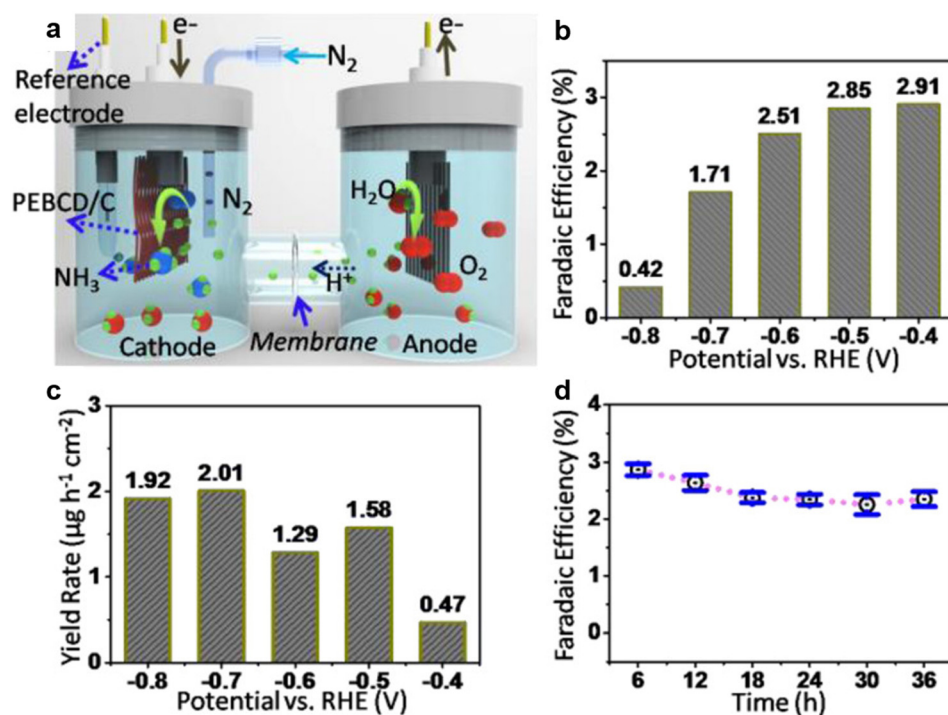 a
e-
e-
N₂
Reference
electrode
PEBCD/C
N₂
NH₃
H₂O
O₂
H⁺
Cathode
Membrane
Anode
b
Faradaic Efficiency (%)
3
2
1
0
0.42
1.71
2.51
2.85
2.91
-0.8 -0.7 -0.6 -0.5 -0.4
Potential vs. RHE (V)
c
Yield Rate (µg h⁻¹ cm⁻²)
3
2
1
0
1.92
2.01
1.29
1.58
0.47
-0.8 -0.7 -0.6 -0.5 -0.4
Potential vs. RHE (V)
d
Faradaic Efficiency (%)
4
3
2
1
0
6 12 18 24 30 36
Time (h)